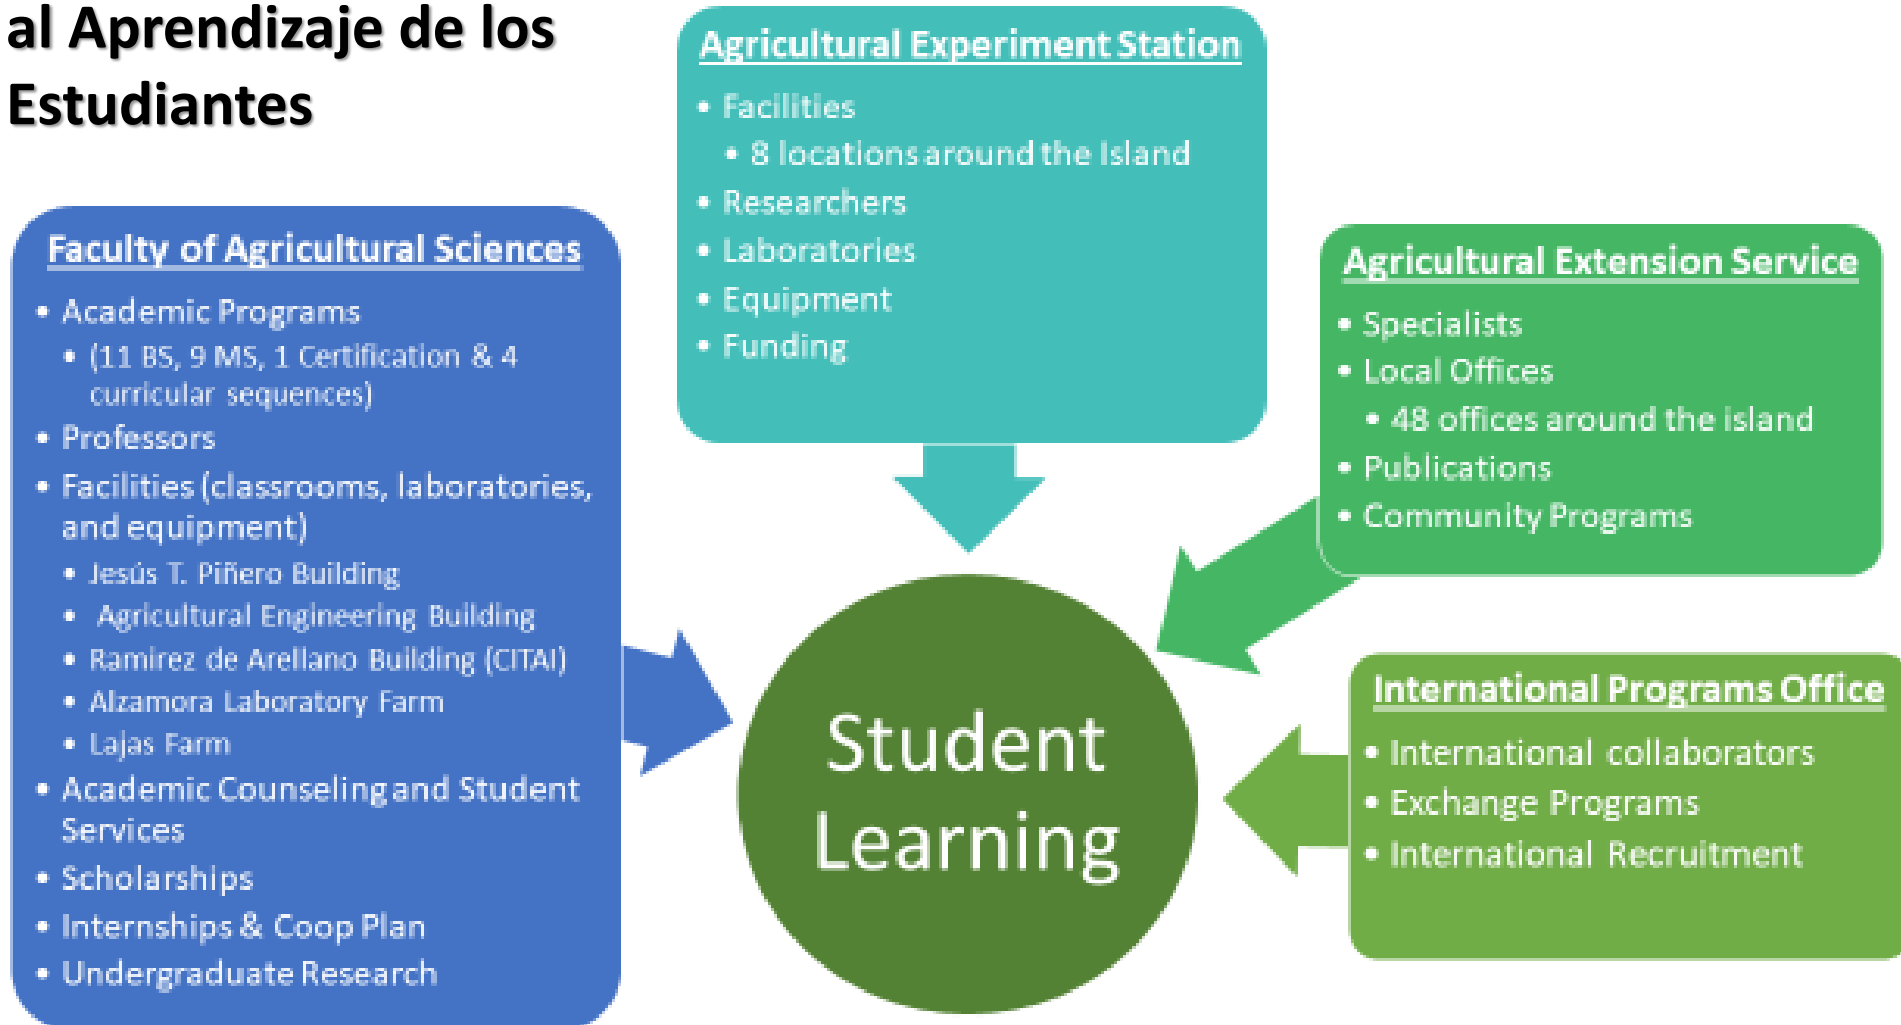 al Aprendizaje de los
Estudiantes
Agricultural Experiment Station
• Facilities
• 8 locations around the Island
• Researchers
• Laboratories
• Equipment
• Funding
Faculty of Agricultural Sciences
• Academic Programs
• (11 BS, 9 MS, 1 Certification & 4
curricular sequences)
• Professors
• Facilities (classrooms, laboratories,
and equipment)
• Jesús T. Piñero Building
• Agricultural Engineering Building
• Ramirez de Arellano Building (CITAI)
• Alzamora Laboratory Farm
• Lajas Farm
• Academic Counseling and Student
Services
• Scholarships
• Internships & Coop Plan
• Undergraduate Research
Agricultural Extension Service
• Specialists
• Local Offices
• 48 offices around the island
• Publications
• Community Programs
International Programs Office
• International collaborators
• Exchange Programs
• International Recruitment
Student
Learning